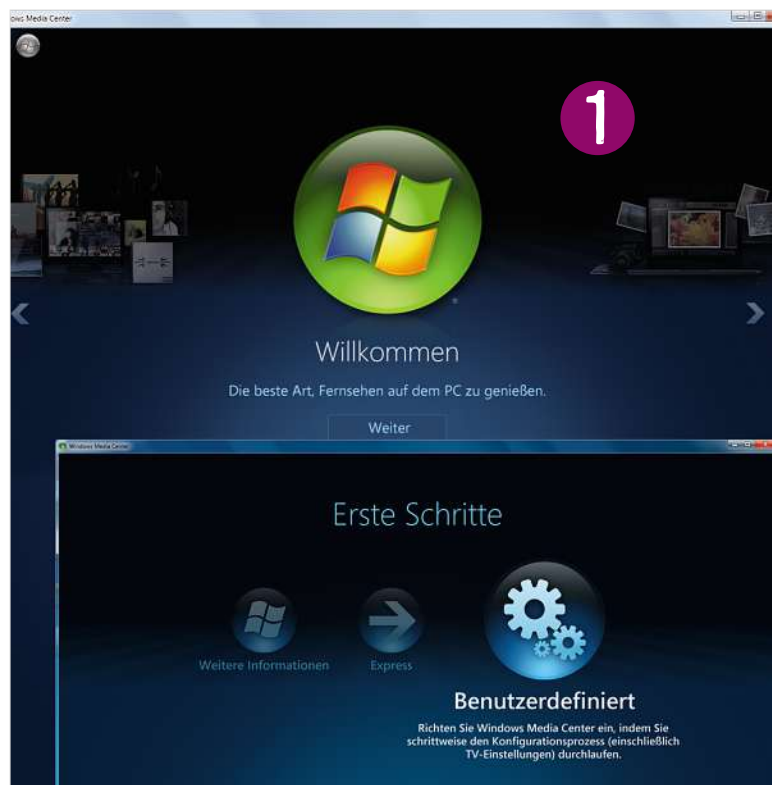 ows Media Center
1
Willkommen
Die beste Art, Fernsehen auf dem PC zu genießen.
Weiter
Windows Media Center
Erste Schritte
Weitere Informationen
Express
Benutzerdefiniert
Richten Sie Windows Media Center ein, indem Sie
schrittweise den Konfigurationsprozess (einschließlich
TV-Einstellungen) durchlaufen.